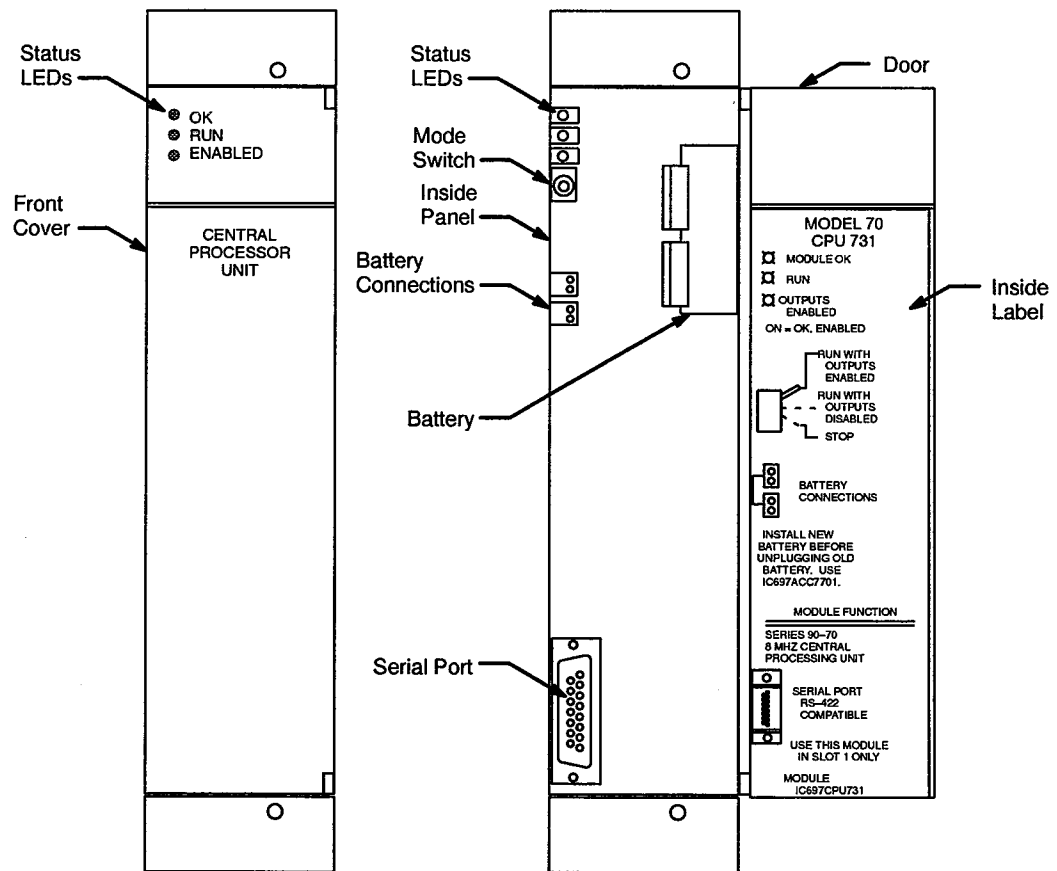 Status
LEDs
OK
RUN
ENABLED
Front
Cover
CENTRAL
PROCESSOR
UNIT
Status
LEDs
Mode
Switch
Inside
Panel
Battery
Connections
Battery
Serial Port
Door
Inside
Label
MODEL 70
CPU 731
MODULE OK
RUN
OUTPUTS
ENABLED
ON = OK, ENABLED
RUN WITH
OUTPUTS
ENABLED
RUN WITH
OUTPUTS
DISABLED
STOP
BATTERY
CONNECTIONS
INSTALL NEW
BATTERY BEFORE
UNPLUGGING OLD
BATTERY. USE
IC697ACC7701.
MODULE FUNCTION
SERIES 90–70
8 MHZ CENTRAL
PROCESSING UNIT
SERIAL PORT
RS–422
COMPATIBLE
USE THIS MODULE
IN SLOT 1 ONLY
MODULE
IC697CPU731